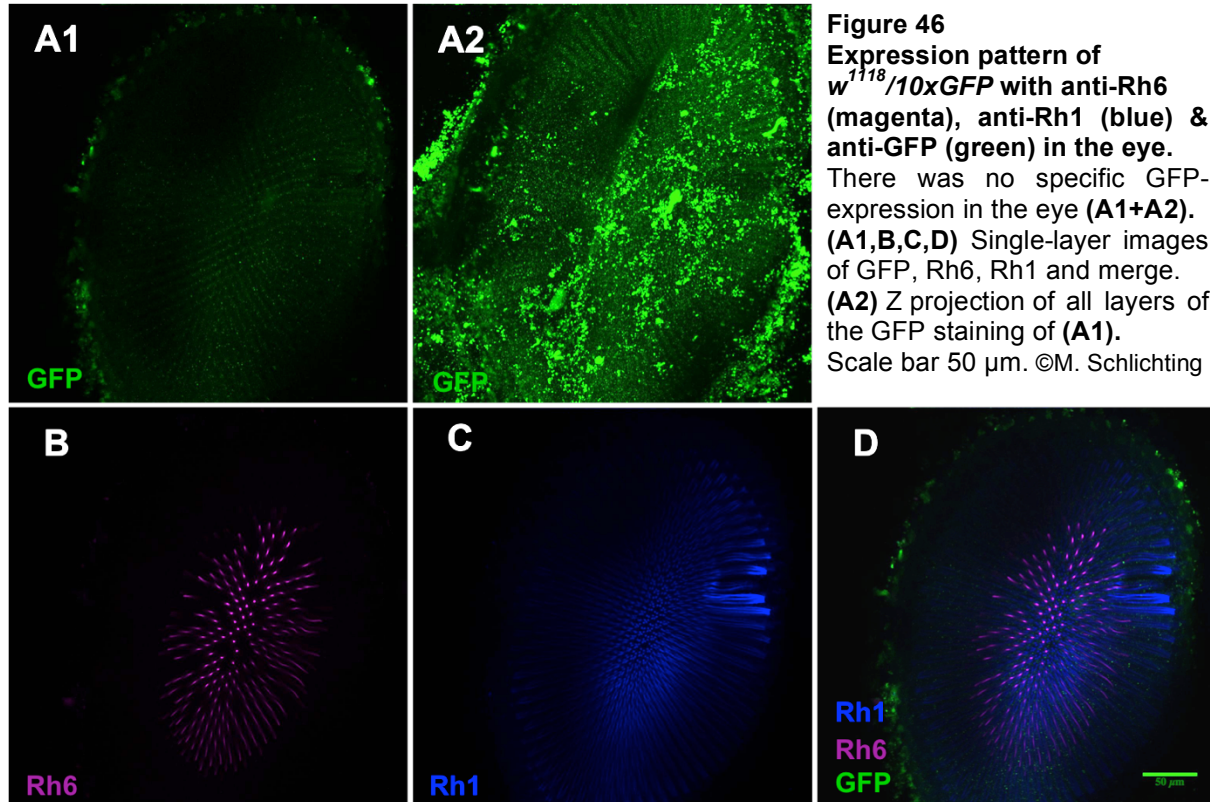 A1
GFP
A2
GFP
Figure 46
Expression pattern of
w1118/10xGFP with anti-Rh6
(magenta), anti-Rh1 (blue) &
anti-GFP (green) in the eye.
There was no specific GFP-
expression in the eye (A1+A2).
(A1,B,C,D) Single-layer images
of GFP, Rh6, Rh1 and merge.
(A2) Z projection of all layers of
the GFP staining of (A1).
Scale bar 50 µm. ©M. Schlichting
B
Rh6
C
Rh1
D
Rh1
Rh6
GFP
50 µm